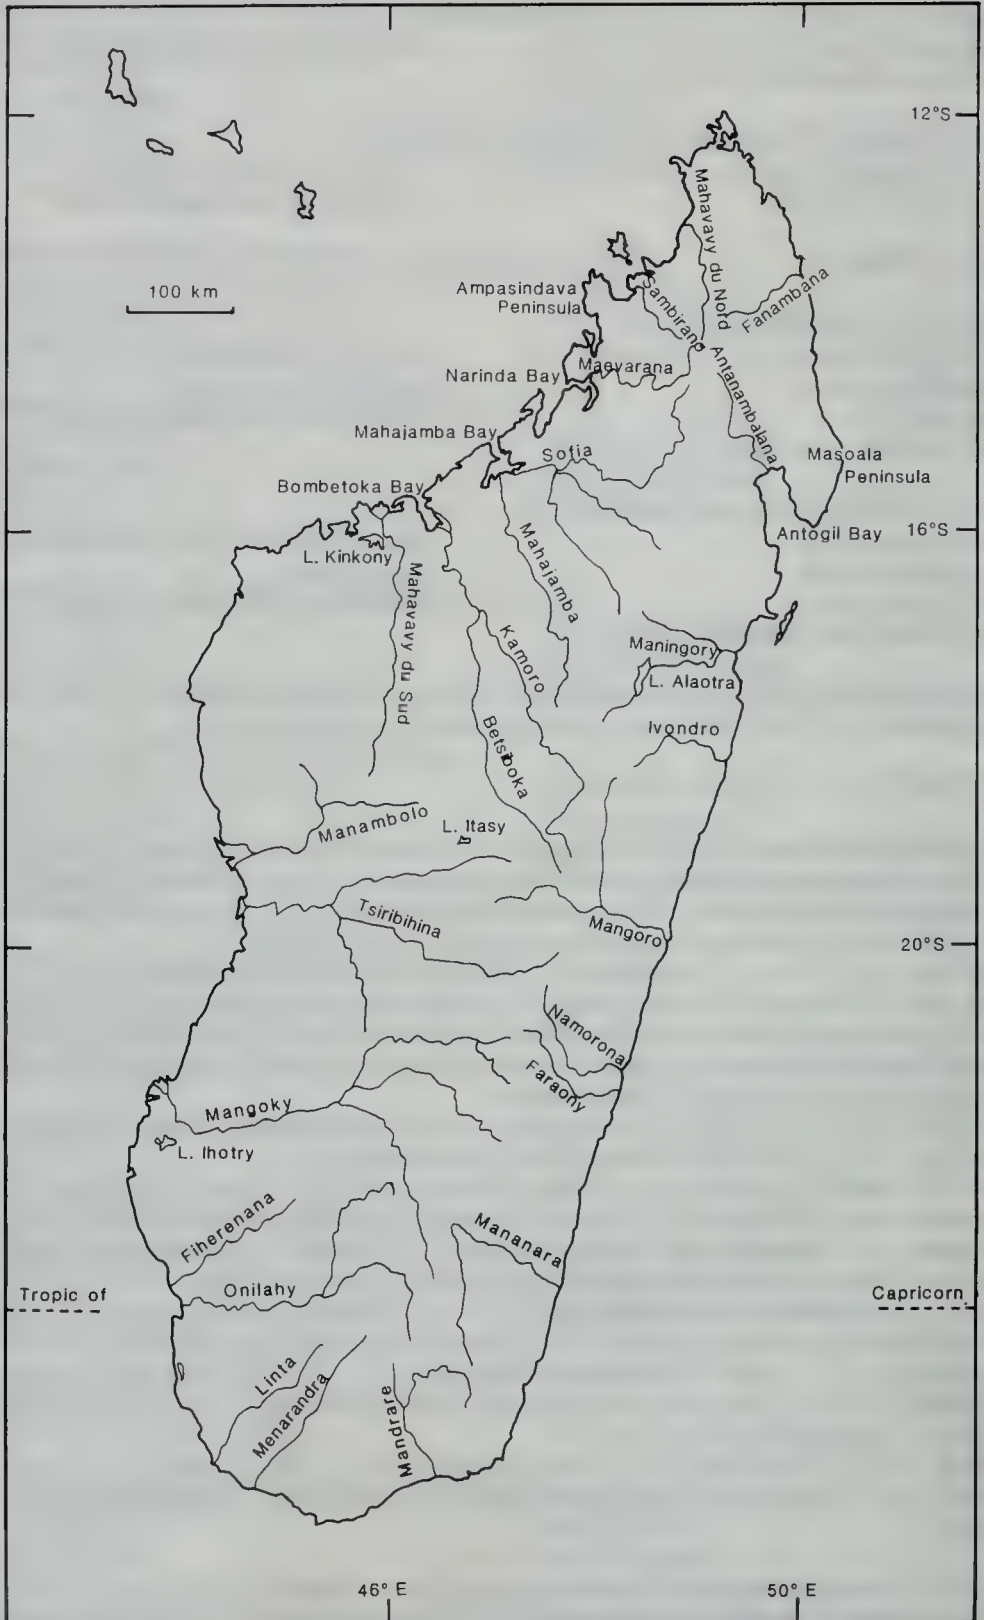 12°S
Mahavavy du Nord
100 km
Ampasindava
Peninsula
Sambirano
Fanambana
Maevarana
Antanambalana
Narinda Bay
Mahajamba Bay
Sofia
Masoala
Peninsula
Bombetoka Bay
Antogil Bay
16°S
L. Kinkony
Mahavavy du Sud
Mahajamba
Kamoro
Maningory
L. Alaotra
Betsiboka
Ivondro
Manambolo
L. Itasy
Tsiribihina
Mangoro
20°S
Namorona
Faraony
Mangoky
L. Ihotry
Fiherenana
Mananara
Onilahy
Tropic of
Capricorn
Linta
Menarandra
Mandrare
46° E
50° E